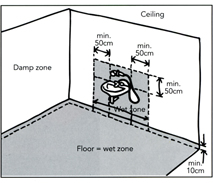 Ceiling
min.
50cm
min.
50cm
Damp zone
min.
50cm
Wet zone
Floor = wet zone
min.
10cm